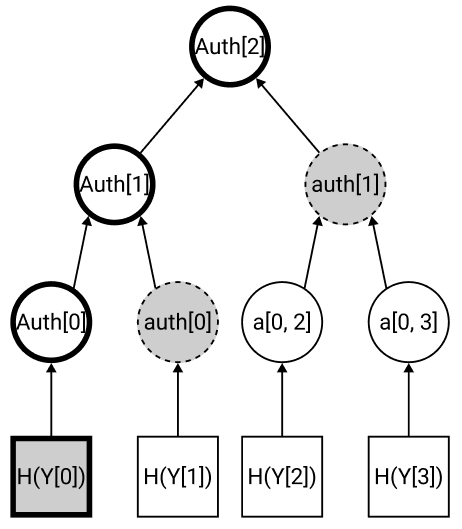 Auth[2]
Auth[1]
auth[1]
Auth[0]
auth[0]
a[0, 2]
a[0, 3]
H(Y[0])
H(Y[1])
H(Y[2])
H(Y[3])